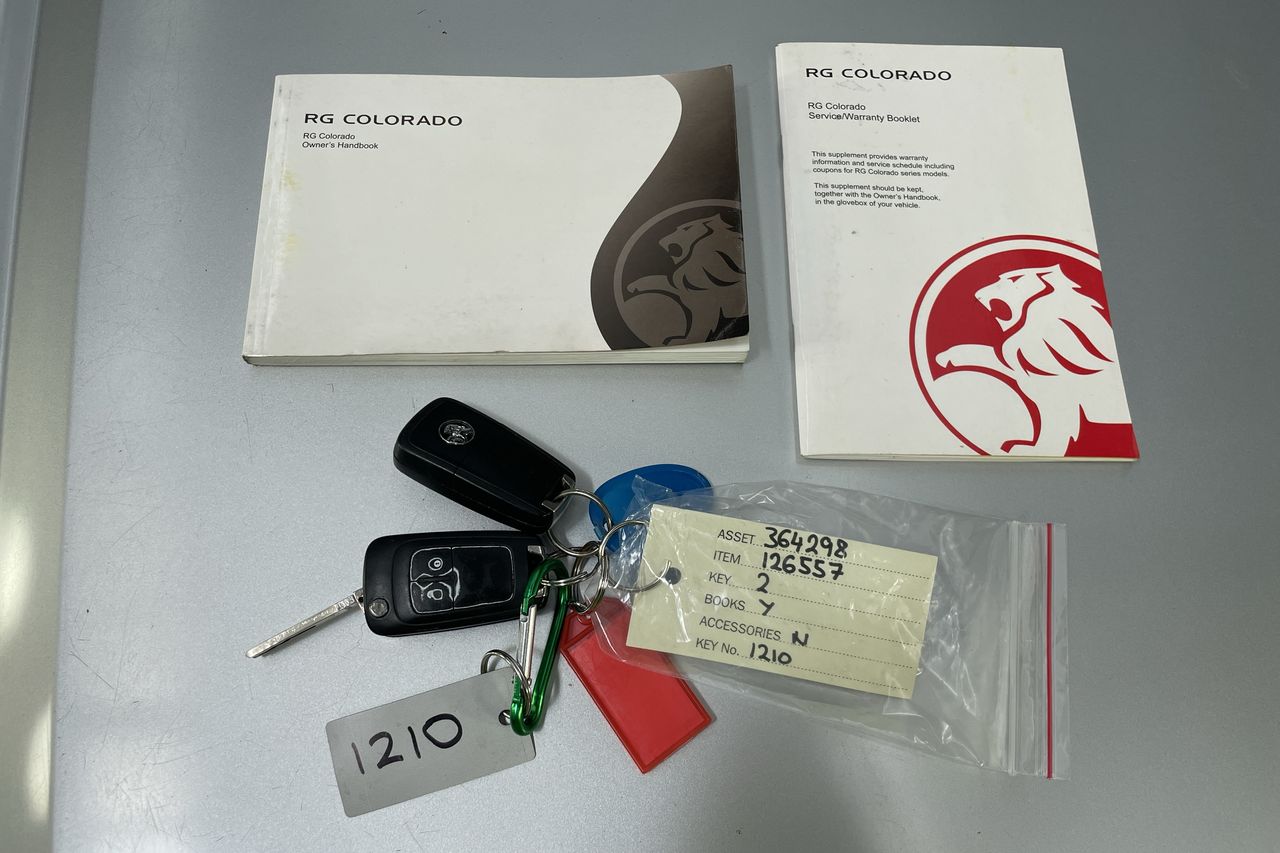 RG COLORADO
RG Colorado
Owner's Handbook
RG COLORADO
RG Colorado
Service/Warranty Booklet
This supplement provides warranty
information and service schedule including
coupons for RG Colorado series models.
This supplement should be kept,
together with the Owner's Handbook,
in the glovebox of your vehicle.
ASSET 364298
ITEM 126557
KEY 2
BOOKS Y
ACCESSORIES N
KEY No. 1210
1210